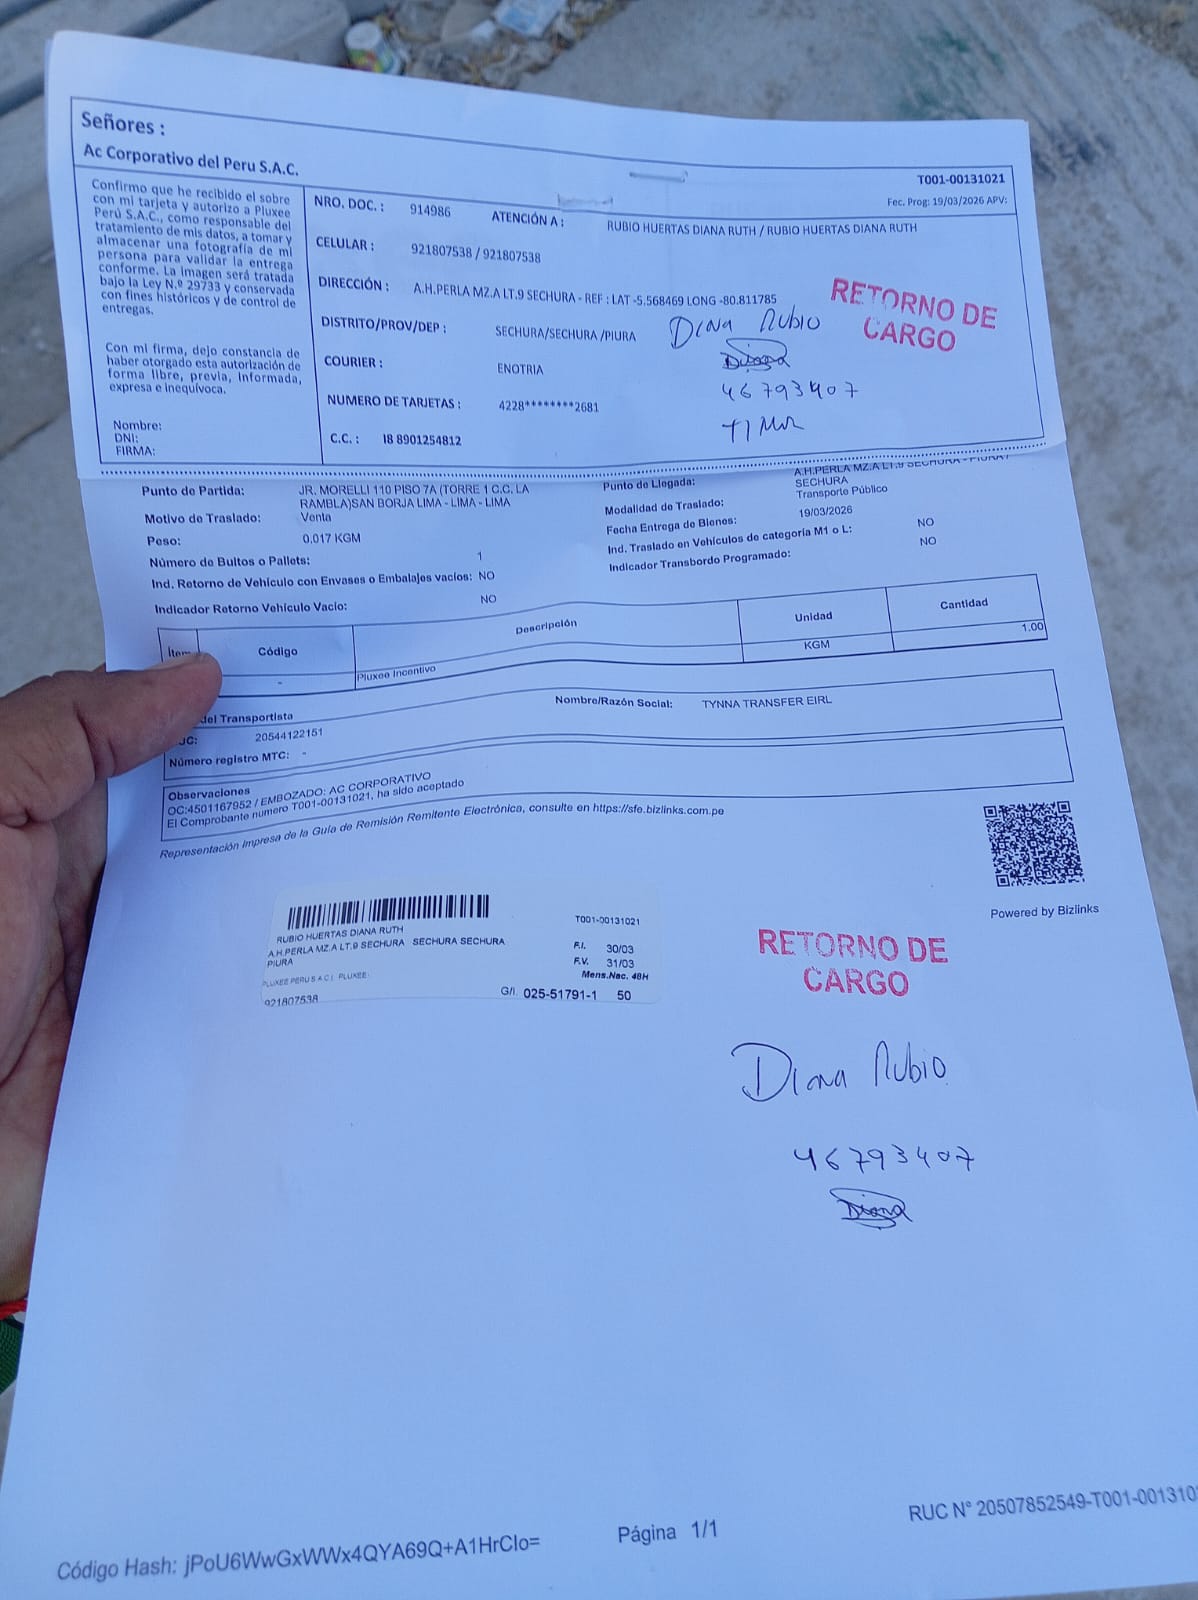 Señores :
Ac Corporativo del Peru S.A.C.
T001-00131021
Fec. Prog: 19/03/2026 APV:
Confirmo que he recibido el sobre
con mi tarjeta y autorizo a Pluxee
Perú S.A.C., como responsable del
tratamiento de mis datos, a tomar y
almacenar una fotografía de mi
persona para validar la entrega
conforme. La imagen será tratada
bajo la Ley N.º 29733 y conservada
con fines históricos y de control de
entregas.
Con mi firma, dejo constancia de
haber otorgado esta autorización de
forma libre, previa, informada,
expresa e inequívoca.
Nombre:
DNI:
FIRMA:
NRO. DOC. : 914986 ATENCIÓN A : RUBIO HUERTAS DIANA RUTH / RUBIO HUERTAS DIANA RUTH
CELULAR : 921807538 / 921807538
DIRECCIÓN : A.H.PERLA MZ.A LT.9 SECHURA - REF : LAT -5.568469 LONG -80.811785
DISTRITO/PROV/DEP : SECHURA/SECHURA/PIURA
COURIER : ENOTRIA
NUMERO DE TARJETAS : 4228********2681
C.C. : I8 8901254812
RETORNO DE
CARGO
Diana Rubio
Diana
46793407
Punto de Partida: JR. MORELLI 110 PISO 7A (TORRE 1 C.C. LA
RAMBLA)SAN BORJA LIMA - LIMA - LIMA
Motivo de Traslado: Venta
Peso: 0.017 KGM
Número de Bultos o Pallets: 1
Ind. Retorno de Vehículo con Envases o Embalajes vacíos: NO
Indicador Retorno Vehículo Vacio: NO
Punto de Llegada: A.H.PERLA MZ.A LT.9 SECHURA - PIURA /
SECHURA
Modalidad de Traslado: Transporte Público
Fecha Entrega de Bienes: 19/03/2026
Ind. Traslado en Vehículos de categoría M1 o L: NO
Indicador Transbordo Programado: NO
Item Código Descripción Unidad Cantidad
- Pluxee Incentivo KGM 1.00
del Transportista
20544122151
Nombre/Razón Social: TYNNA TRANSFER EIRL
Número registro MTC: -
Observaciones
OC:4501167952 / EMBOZADO: AC CORPORATIVO
El Comprobante numero T001-00131021, ha sido aceptado
Representación Impresa de la Guía de Remisión Remitente Electrónica, consulte en https://sfe.bizlinks.com.pe
Powered by Bizlinks
RUBIO HUERTAS DIANA RUTH
A.H.PERLA MZ.A LT.9 SECHURA SECHURA SECHURA
PIURA
PLUXEE PERU S A C I PLUXEE
921807538
T001-00131021
F.I. 30/03
F.V. 31/03
Mens.Nac. 48H
G/I 025-51791-1 50
RETORNO DE
CARGO
Diana Rubio
46793407
Diana
Código Hash: jPoU6WwGxWWx4QYA69Q+A1HrCIo=
Página 1/1
RUC N° 20507852549-T001-0013102